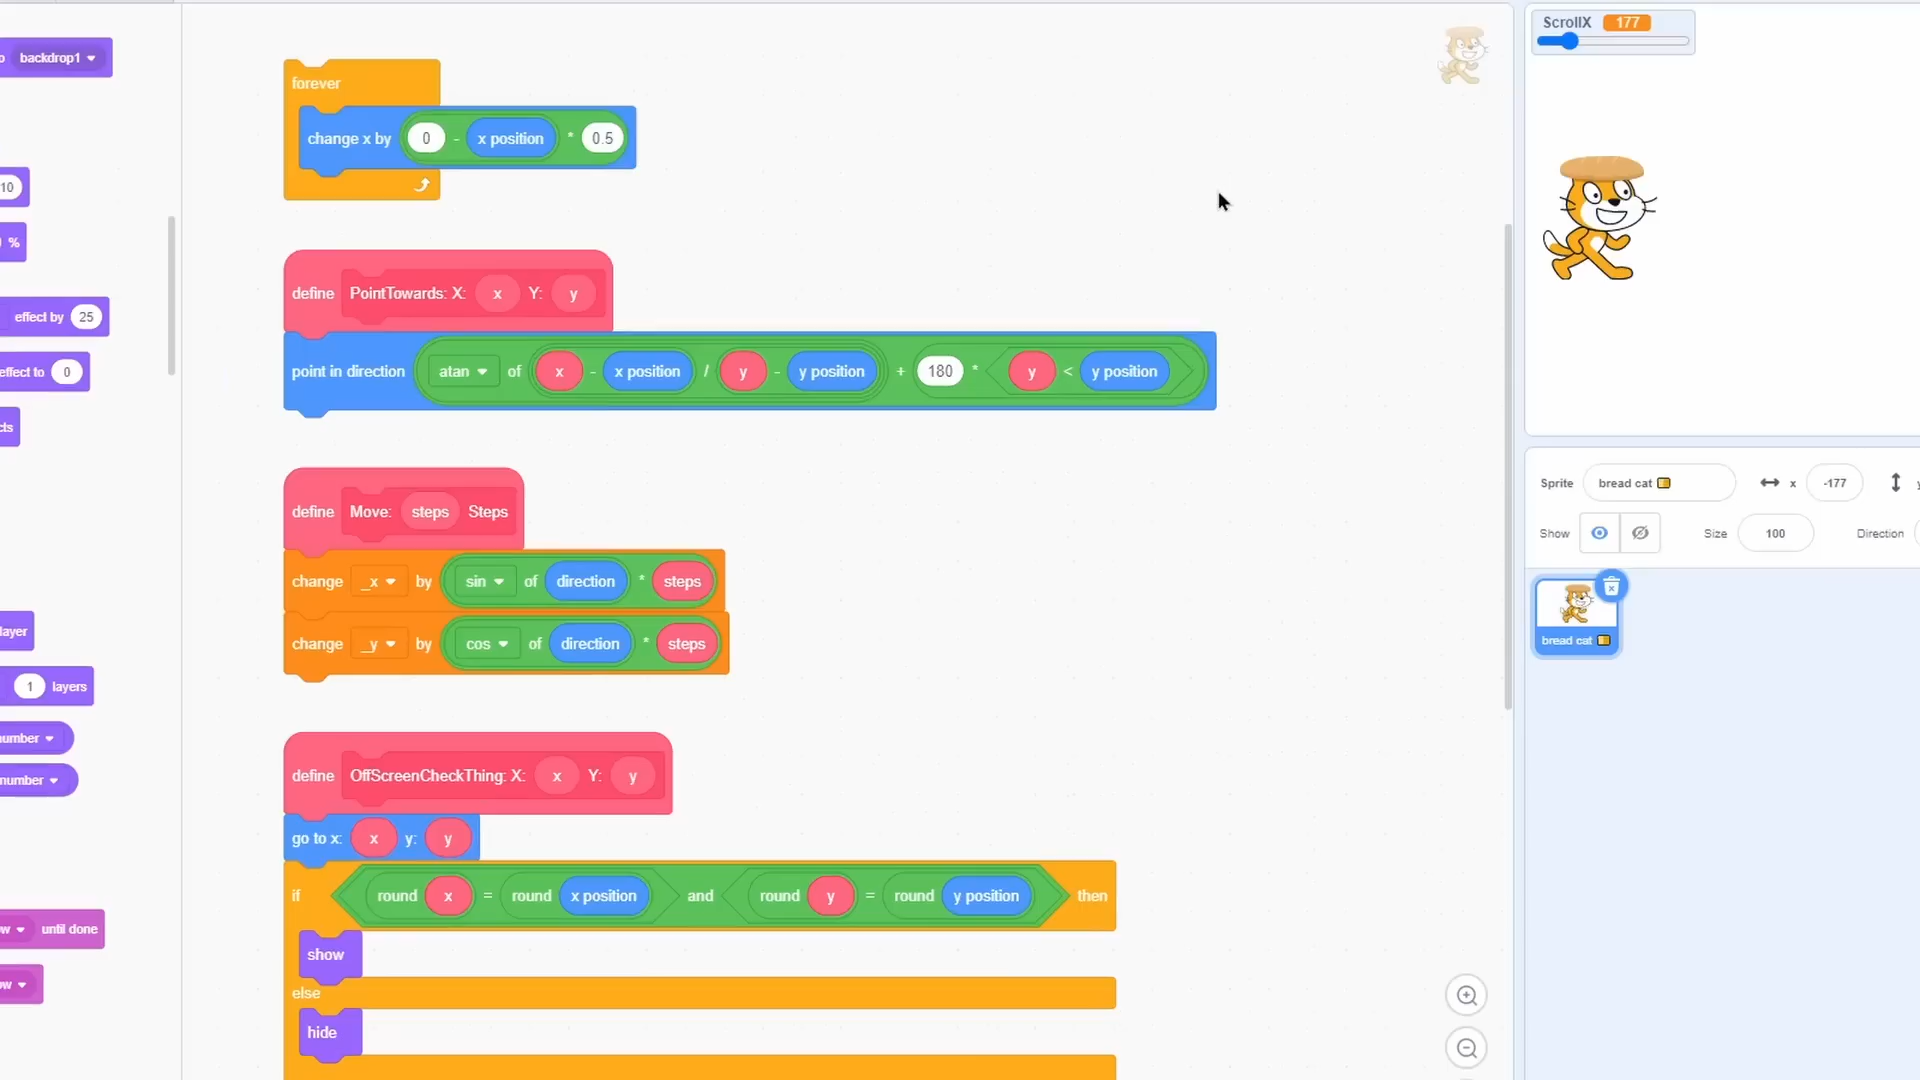 backdrop1
10
%
effect by 25
effect to 0
layer
1 layers
number
number
until done
forever
change x by 0 - x position * 0.5
define PointTowards: X: x Y: y
point in direction atan of x - x position / y - y position + 180 * y < y position
define Move: steps Steps
change _x by sin of direction * steps
change _y by cos of direction * steps
define OffScreenCheckThing: X: x Y: y
go to x: x y: y
if round x = round x position and round y = round y position then
show
else
hide
ScrollX 177
Sprite bread cat x -177
Show Size 100 Direction
bread cat